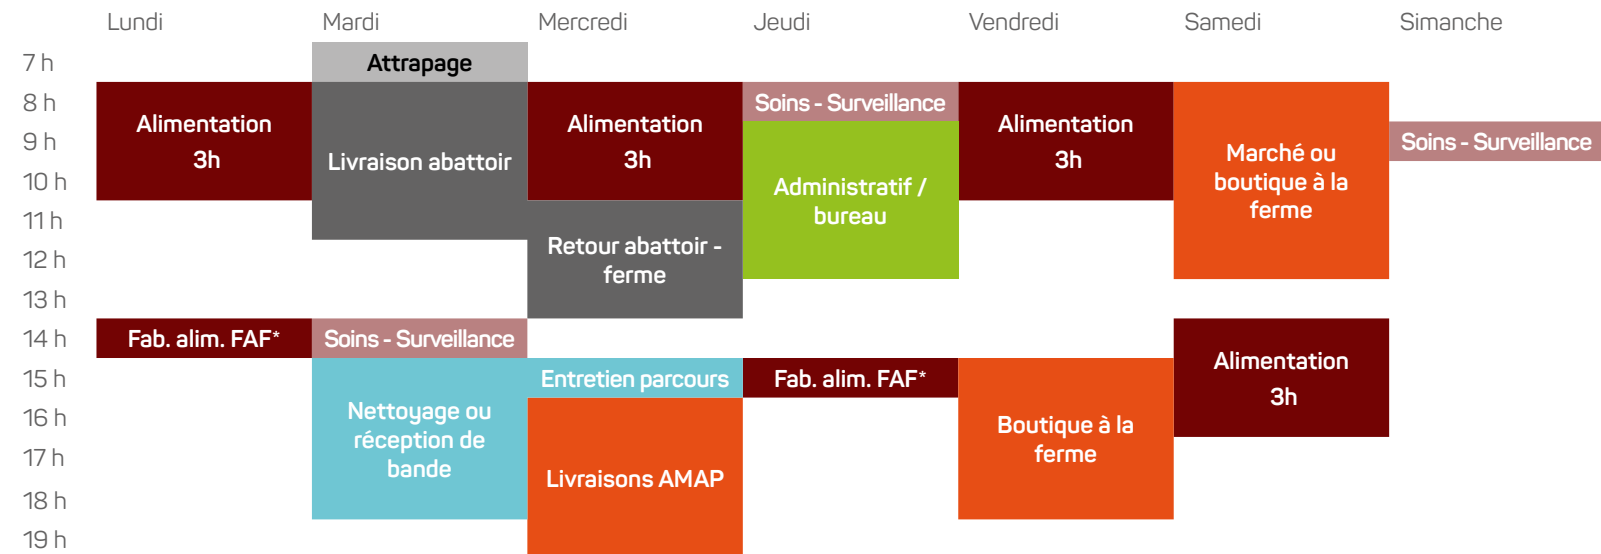 Lundi
Mardi
Mercredi
Jeudi
Vendredi
Samedi
Simanche
7 h
Attrapage
8 h
Soins - Surveillance
Alimentation
3h
Livraison abattoir
Alimentation
3h
Alimentation
3h
9 h
Soins - Surveillance
Marché ou
boutique à la
ferme
10 h
Administratif /
bureau
11 h
Retour abattoir -
ferme
12 h
13 h
14 h
Fab. alim. FAF*
Soins - Surveillance
Alimentation
3h
15 h
Entretien parcours
Fab. alim. FAF*
16 h
Nettoyage ou
réception de
bande
Boutique à la
ferme
17 h
Livraisons AMAP
18 h
19 h